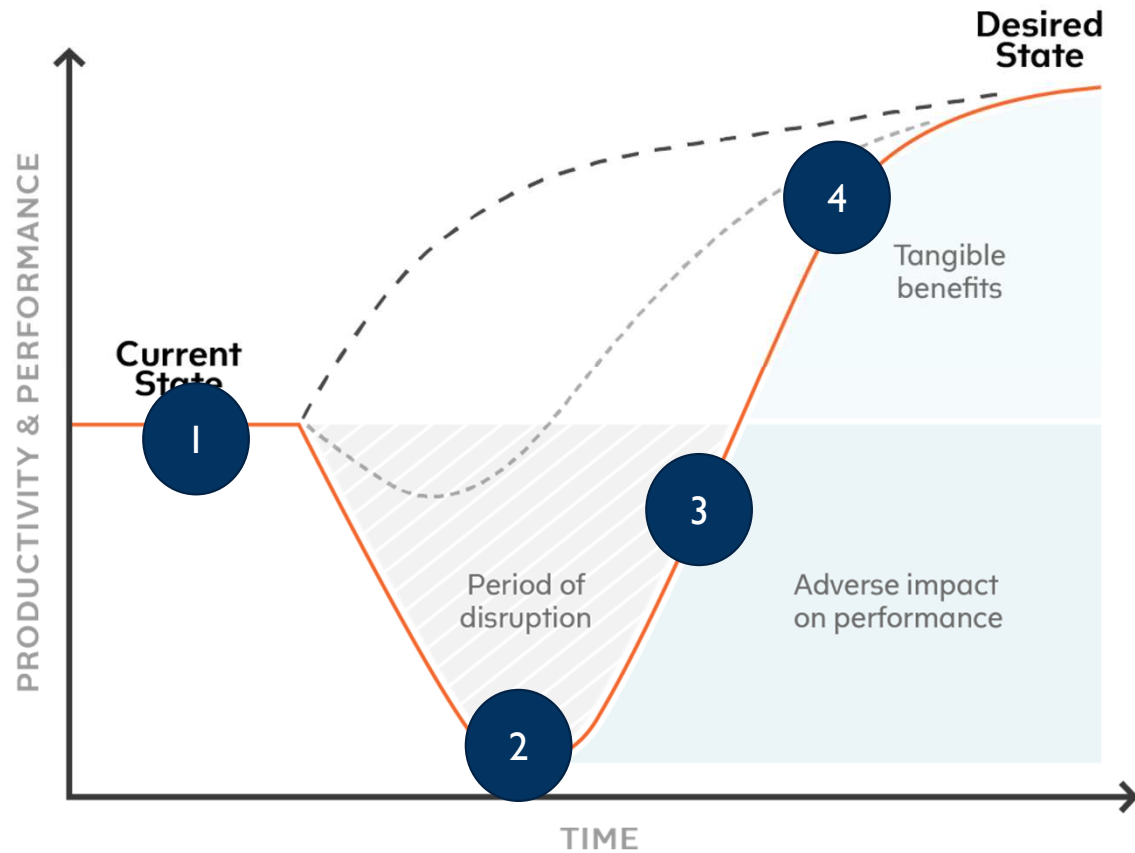 Desired
State
PRODUCTIVITY & PERFORMANCE
4
Tangible
benefits
Current
State
1
3
Period of
disruption
Adverse impact
on performance
2
TIME